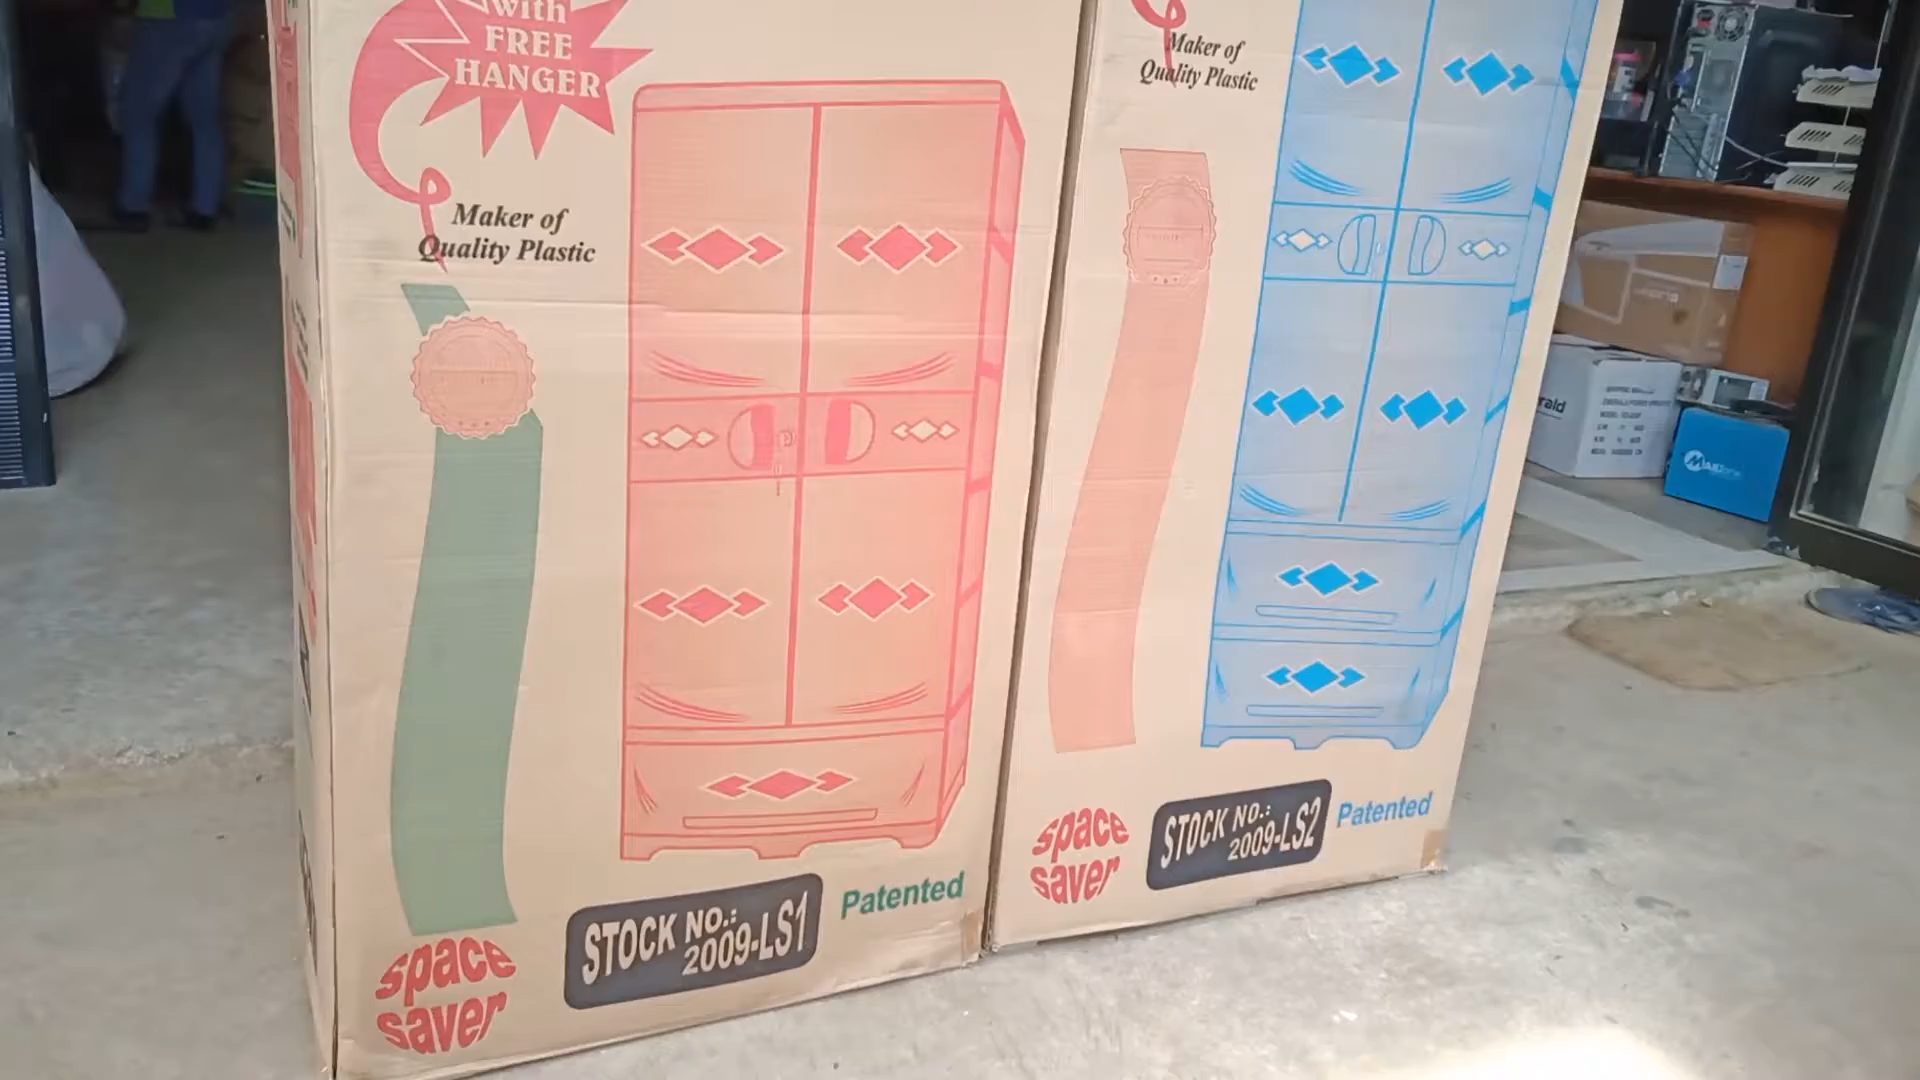 with
FREE
HANGER
Maker of
Quality Plastic
space
saver
STOCK NO.:
2009-LS1
Patented
Maker of
Quality Plastic
space
saver
STOCK NO.:
2009-LS2
Patented